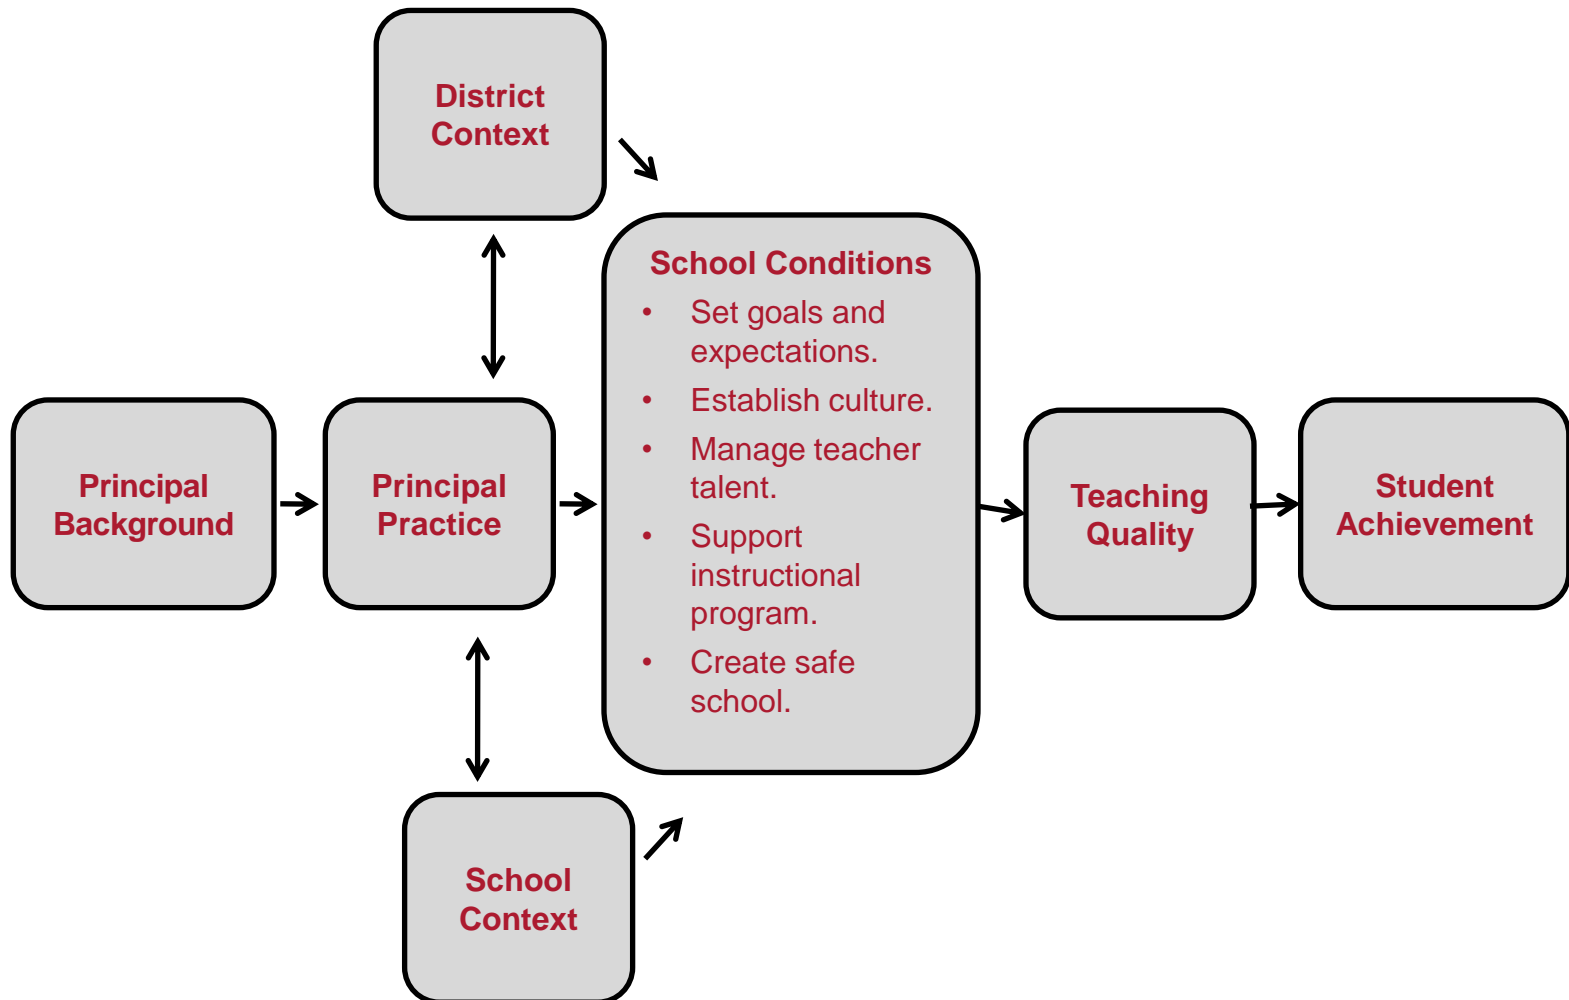 District
Context
School Conditions
• Set goals and
expectations.
• Establish culture.
• Manage teacher
talent.
• Support
instructional
program.
• Create safe
school.
Principal
Background
Principal
Practice
Teaching
Quality
Student
Achievement
School
Context